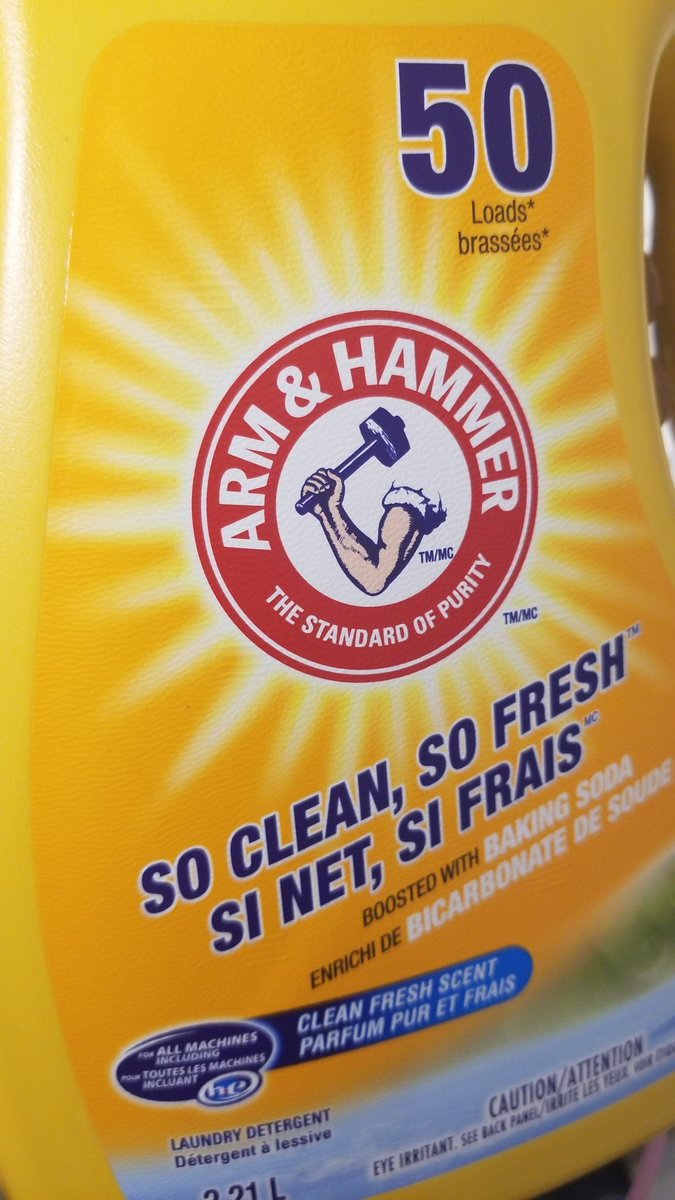 50
Loads*
brassées*
ARM & HAMMER
TM/MC
THE STANDARD OF PURITY
TM/MC
SO CLEAN, SO FRESH™
SI NET, SI FRAIS MC
BOOSTED WITH BAKING SODA
ENRICHI DE BICARBONATE DE SOUDE
CLEAN FRESH SCENT
PARFUM PUR ET FRAIS
FOR ALL MACHINES
INCLUDING
POUR TOUTES LES MACHINES
INCLUANT
he
LAUNDRY DETERGENT
Détergent à lessive
CAUTION/ATTENTION
EYE IRRITANT. SEE BACK PANEL/IRRITE LES YEUX. VOIR
2.21 L